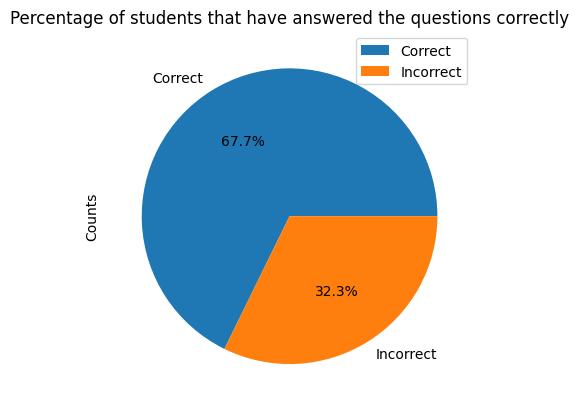 Percentage of students that have answered the questions correctly
Correct
Incorrect
Correct
67.7%
Counts
32.3%
Incorrect